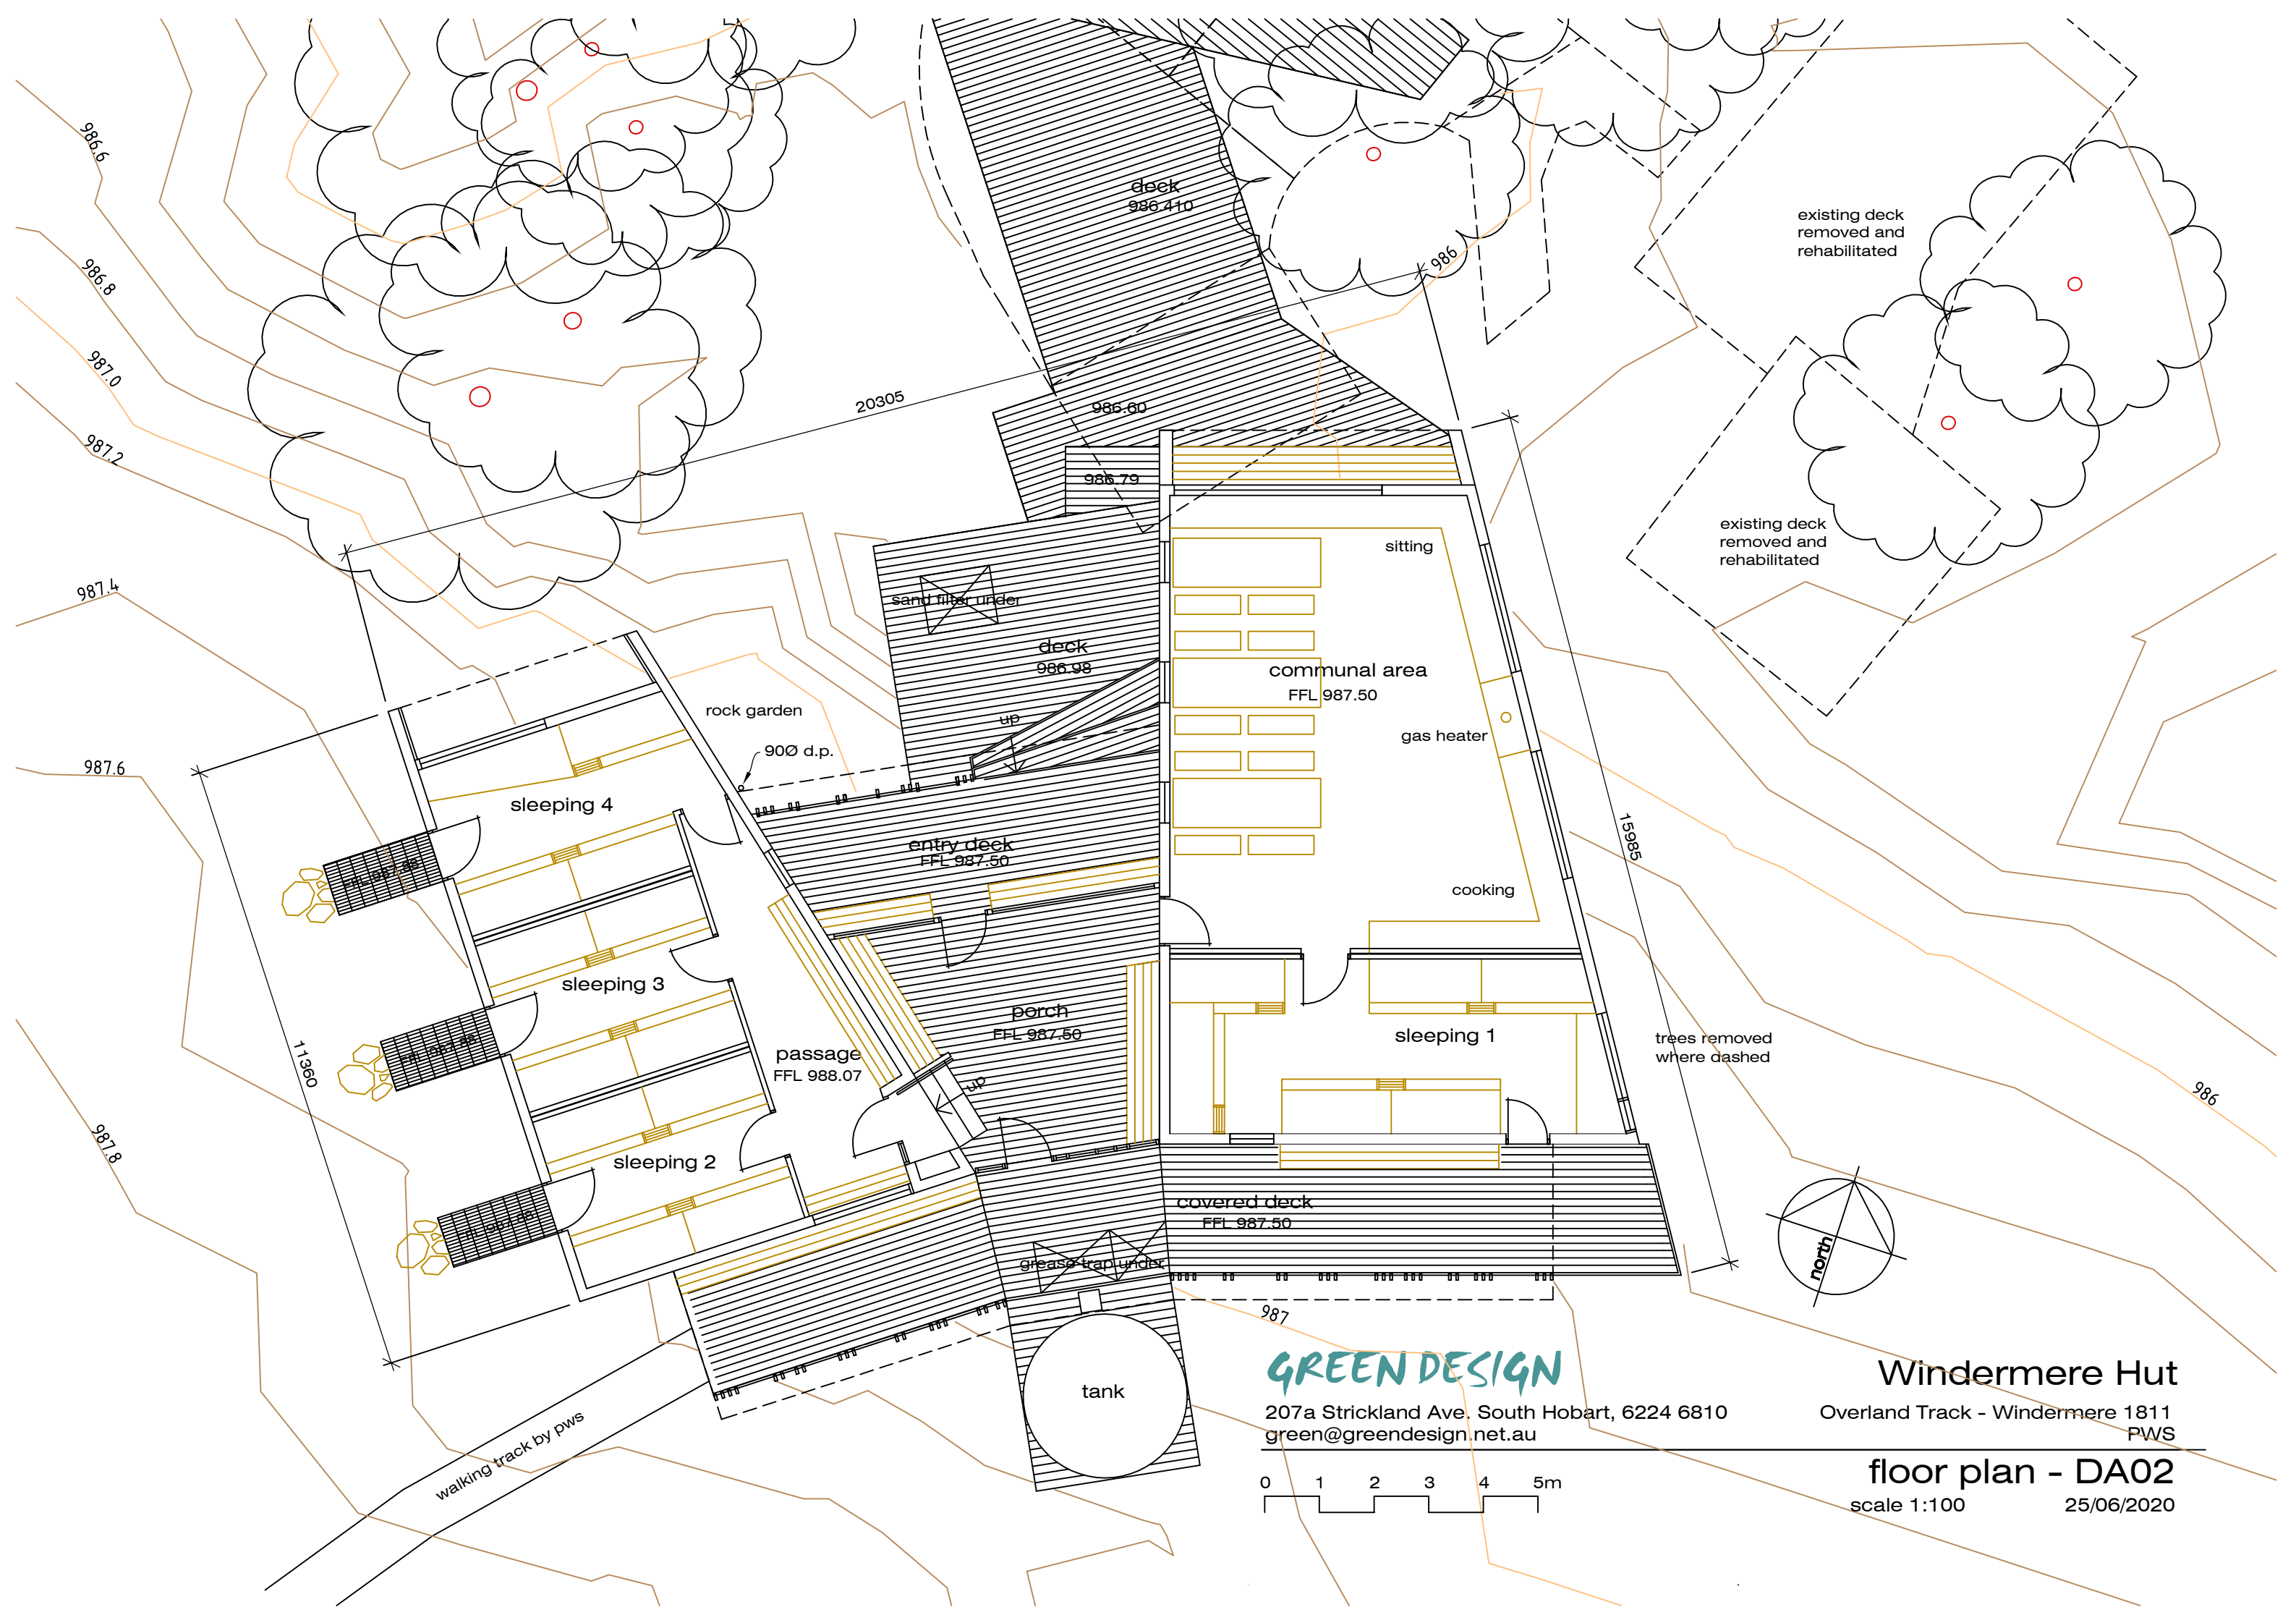 986.6
deck
986.410
existing deck
removed and
rehabilitated
986.8
986
987.0
20305
986.60
987.2
986.79
existing deck
removed and
rehabilitated
sitting
987.4
sand filter under
deck
986.98
communal area
FFL 987.50
rock garden
up
gas heater
90Ø d.p.
987.6
sleeping 4
15985
entry deck
FFL 987.50
cooking
sleeping 3
porch
FFL 987.50
sleeping 1
trees removed
where dashed
passage
FFL 988.07
11360
up
986
987.8
sleeping 2
covered deck
FFL 987.50
grease trap under
north
987
tank
walking track by pws
GREEN DESIGN
207a Strickland Ave. South Hobart, 6224 6810
green@greendesign.net.au
Windermere Hut
Overland Track - Windermere 1811
PWS
floor plan - DA02
scale 1:100
25/06/2020
0 1 2 3 4 5m